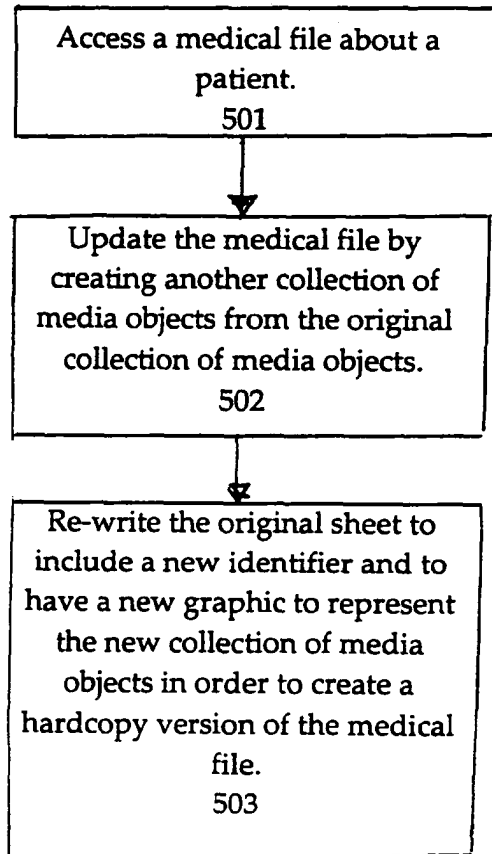 Access a medical file about a
patient.
501
Update the medical file by
creating another collection of
media objects from the original
collection of media objects.
502
Re-write the original sheet to
include a new identifier and to
have a new graphic to represent
the new collection of media
objects in order to create a
hardcopy version of the medical
file.
503